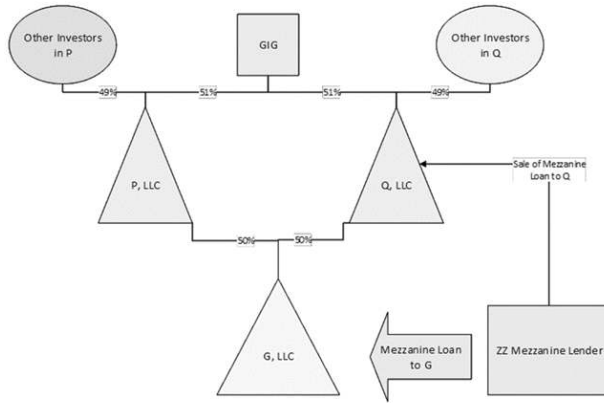 Other Investors
in P
GIG
Other Investors
in Q
49%
51%
51%
49%
P, LLC
Q, LLC
Sale of Mezzanine
Loan to Q
50%
50%
G, LLC
Mezzanine Loan
to G
ZZ Mezzanine Lender